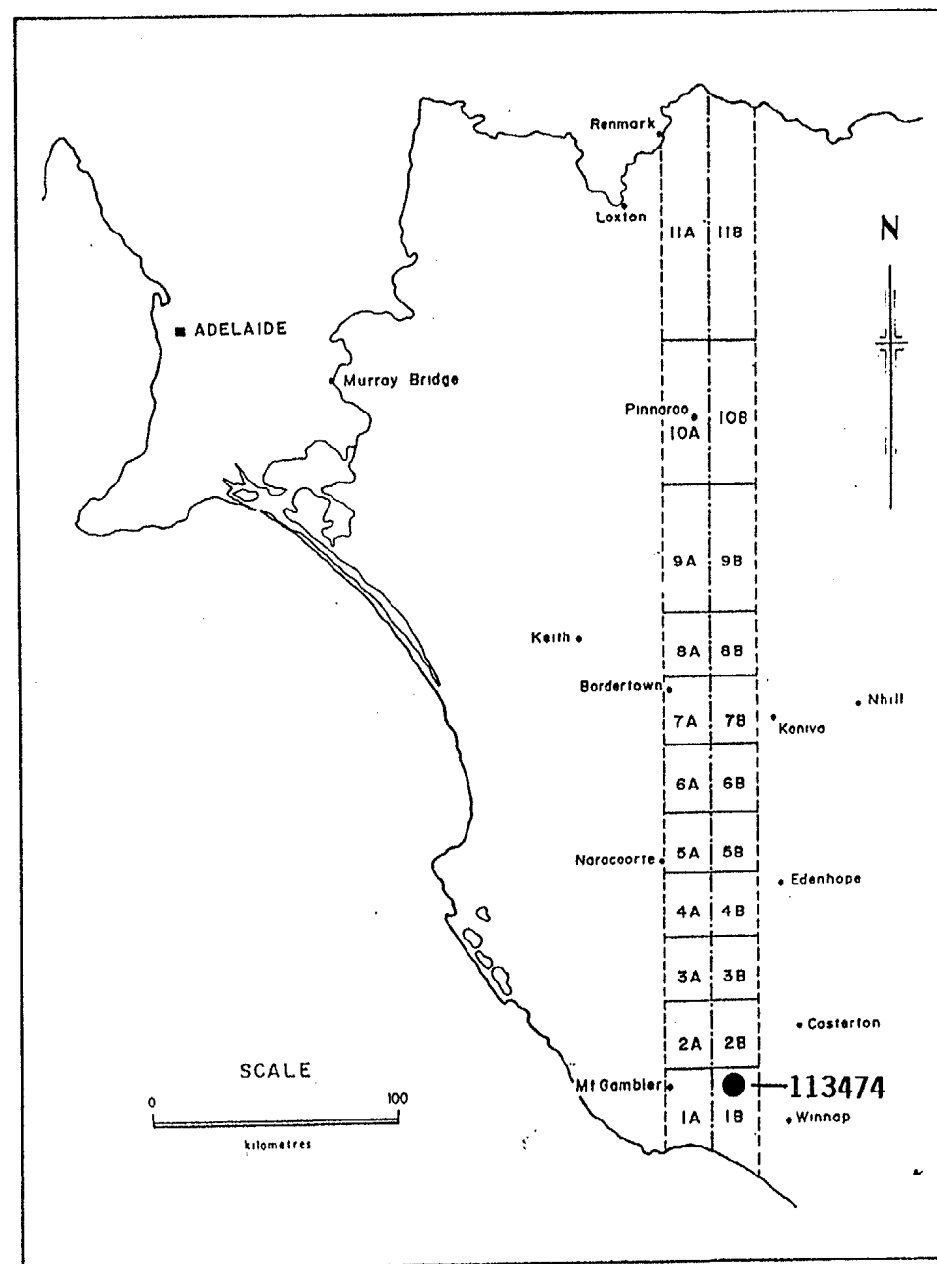 Renmark
Loxton
11A 11B
N
ADELAIDE
Murray Bridge
Pinnaroo
10A 10B
9A 9B
Keith
8A 8B
Bordertown
Nhill
7A 7B
Kaniva
6A 6B
Naracoorte
5A 5B
Edenhope
4A 4B
3A 3B
Casterton
2A 2B
SCALE
0 100
kilometres
Mt Gambier
113474
1A 1B
Winnap